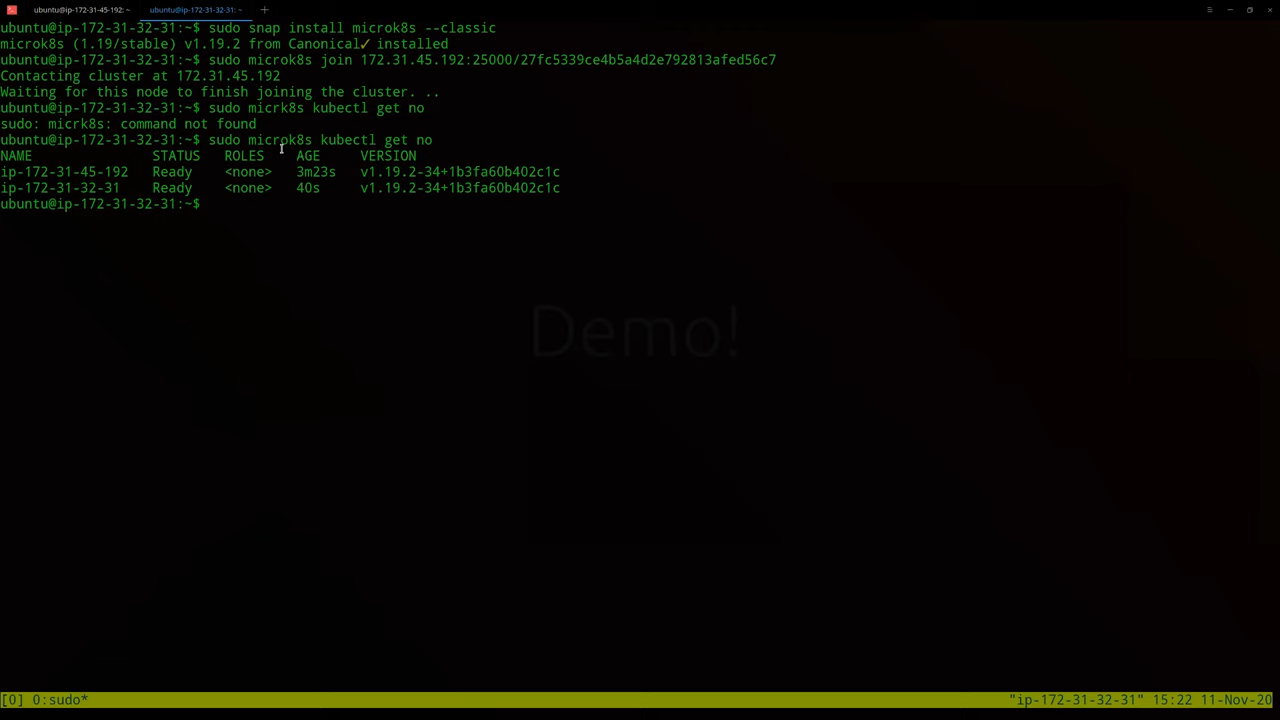 ubuntu@ip-172-31-45-192: ~
ubuntu@ip-172-31-32-31: ~
ubuntu@ip-172-31-32-31:~$ sudo snap install microk8s --classic
microk8s (1.19/stable) v1.19.2 from Canonical✓ installed
ubuntu@ip-172-31-32-31:~$ sudo microk8s join 172.31.45.192:25000/27fc5339ce4b5a4d2e792813afed56c7
Contacting cluster at 172.31.45.192
Waiting for this node to finish joining the cluster. ..
ubuntu@ip-172-31-32-31:~$ sudo micrk8s kubectl get no
sudo: micrk8s: command not found
ubuntu@ip-172-31-32-31:~$ sudo microk8s kubectl get no
NAME STATUS ROLES AGE VERSION
ip-172-31-45-192 Ready <none> 3m23s v1.19.2-34+1b3fa60b402c1c
ip-172-31-32-31 Ready <none> 40s v1.19.2-34+1b3fa60b402c1c
ubuntu@ip-172-31-32-31:~$
Demo!
[0] 0:sudo* "ip-172-31-32-31" 15:22 11-Nov-20